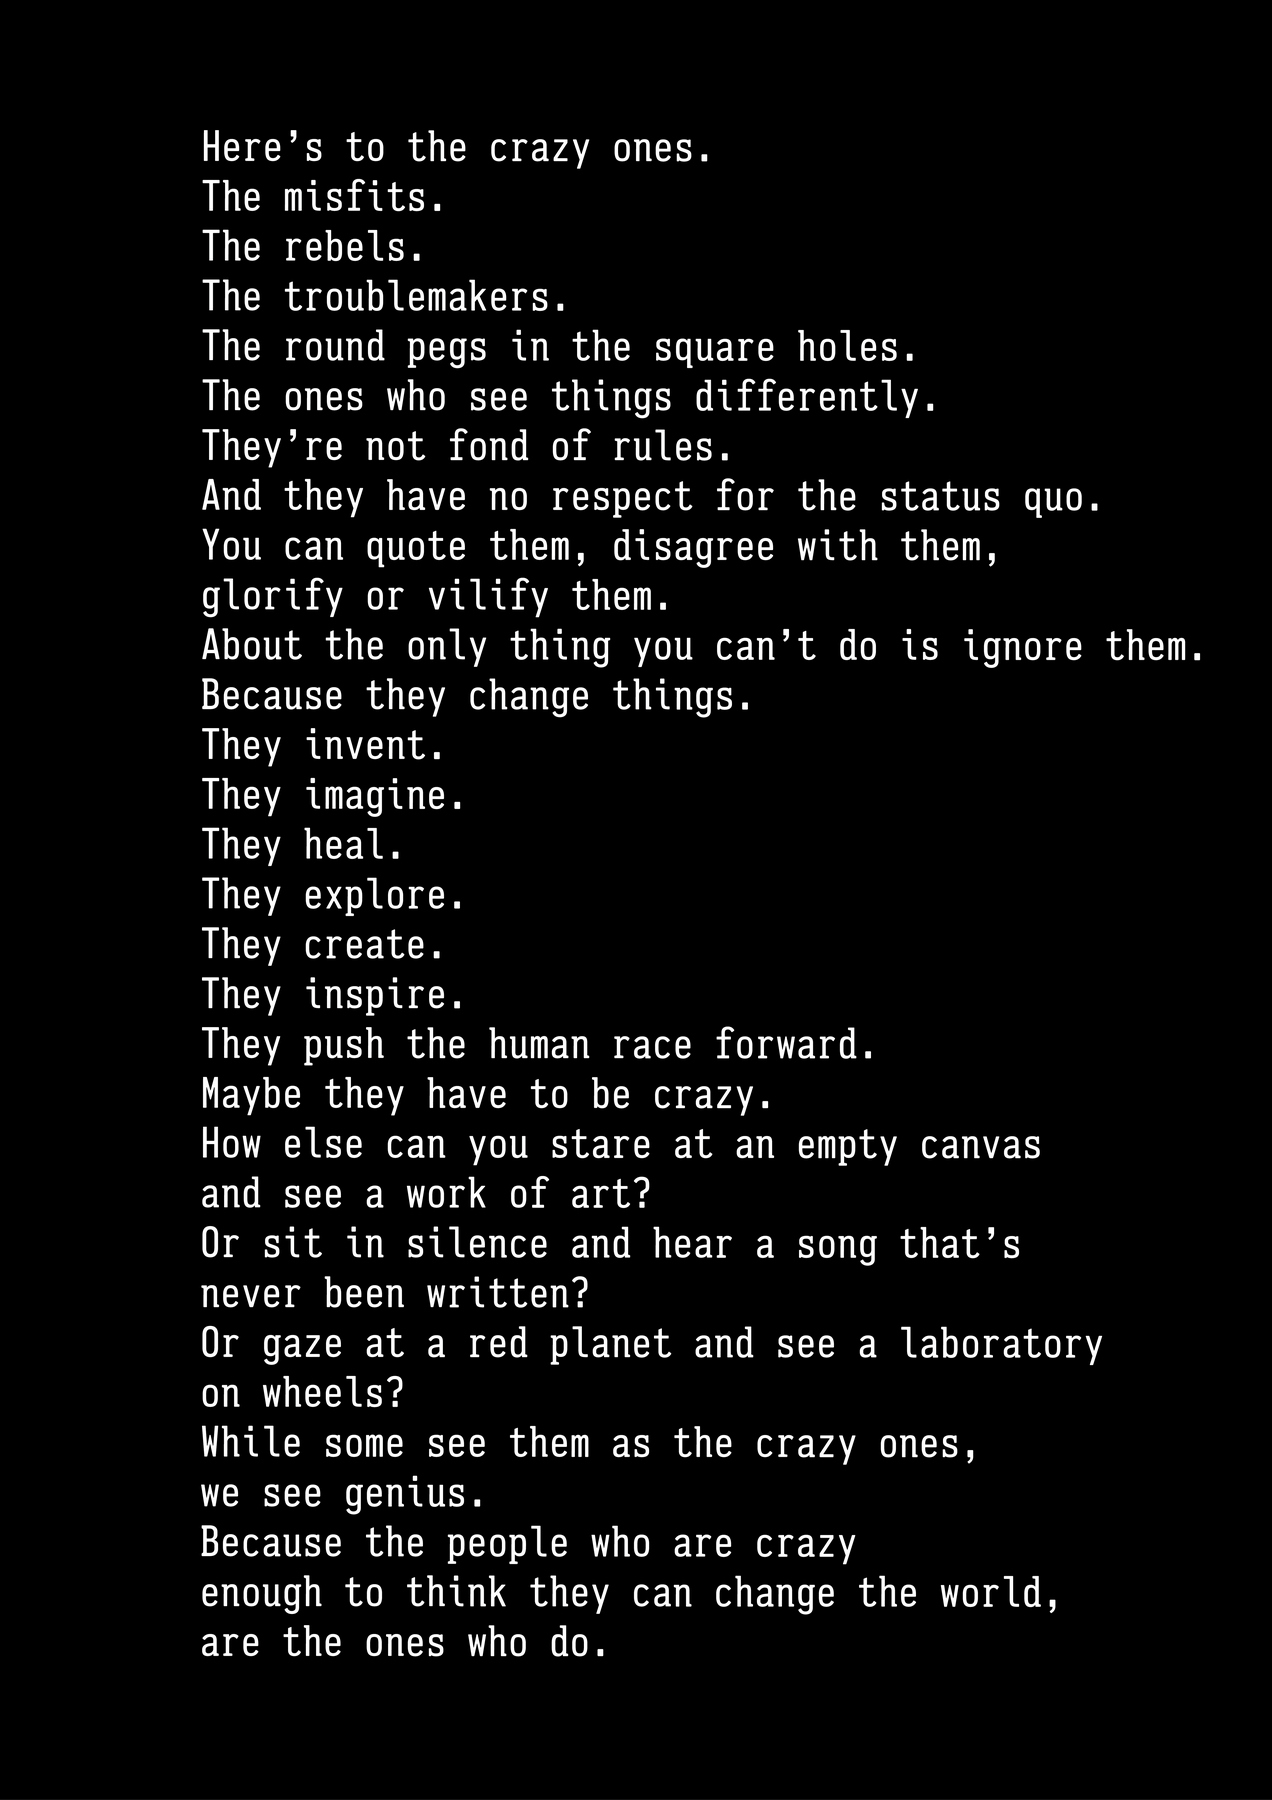 Here’s to the crazy ones.
The misfits.
The rebels.
The troublemakers.
The round pegs in the square holes.
The ones who see things differently.
They’re not fond of rules.
And they have no respect for the status quo.
You can quote them, disagree with them,
glorify or vilify them.
About the only thing you can’t do is ignore them.
Because they change things.
They invent.
They imagine.
They heal.
They explore.
They create.
They inspire.
They push the human race forward.
Maybe they have to be crazy.
How else can you stare at an empty canvas
and see a work of art?
Or sit in silence and hear a song that’s
never been written?
Or gaze at a red planet and see a laboratory
on wheels?
While some see them as the crazy ones,
we see genius.
Because the people who are crazy
enough to think they can change the world,
are the ones who do.